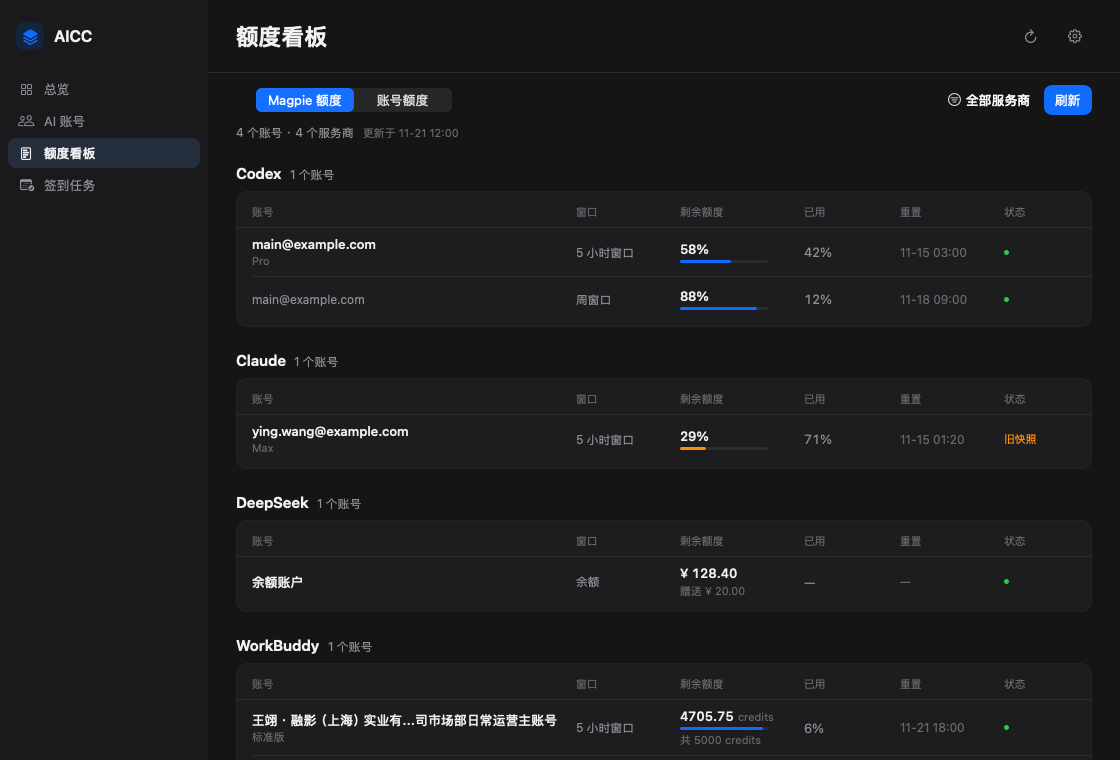 AICC
总览
AI 账号
额度看板
签到任务
额度看板
Magpie 额度
账号额度
全部服务商
刷新
4 个账号 · 4 个服务商 更新于 11-21 12:00
Codex 1 个账号
账号 窗口 剩余额度 已用 重置 状态
main@example.com
Pro
5 小时窗口 58% 42% 11-15 03:00
main@example.com 周窗口 88% 12% 11-18 09:00
Claude 1 个账号
账号 窗口 剩余额度 已用 重置 状态
ying.wang@example.com
Max
5 小时窗口 29% 71% 11-15 01:20 旧快照
DeepSeek 1 个账号
账号 窗口 剩余额度 已用 重置 状态
余额账户 余额 ¥ 128.40 — —
赠送 ¥ 20.00
WorkBuddy 1 个账号
账号 窗口 剩余额度 已用 重置 状态
王翊 · 融影（上海）实业有...司市场部日常运营主账号
标准版
5 小时窗口 4705.75 credits 6% 11-21 18:00
共 5000 credits